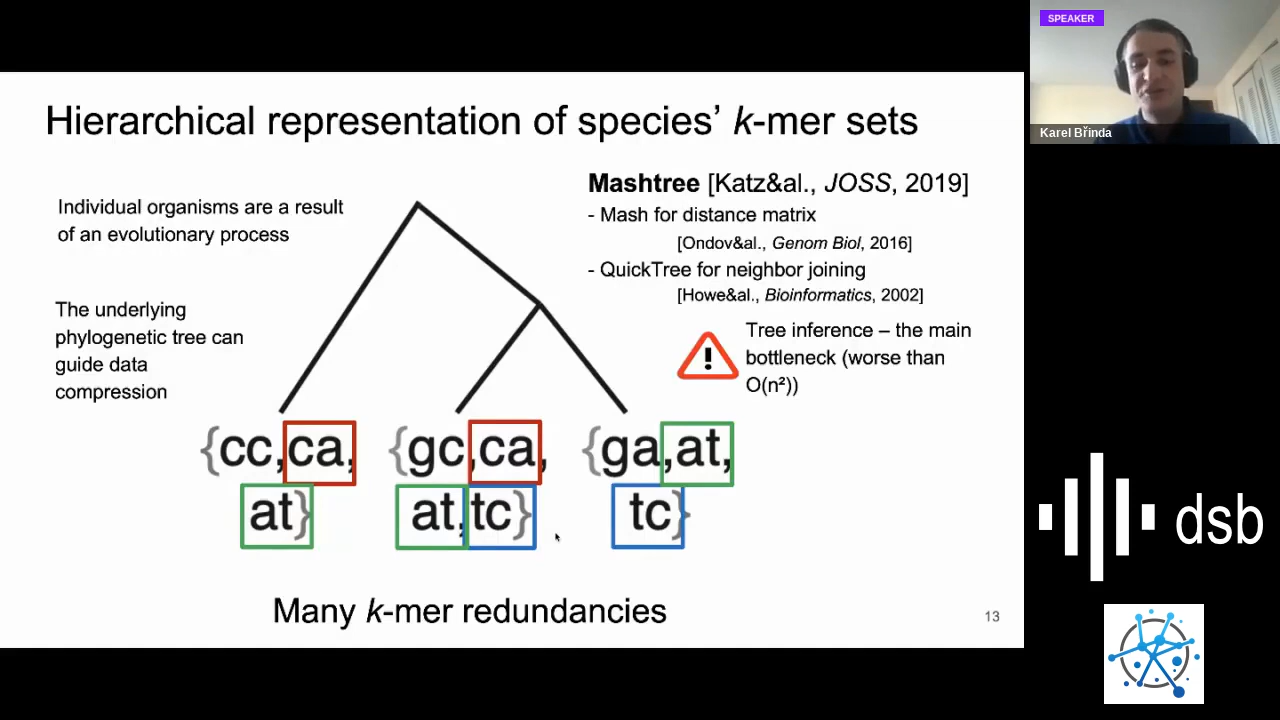 SPEAKER
Karel Břinda
Hierarchical representation of species’ k-mer sets
Individual organisms are a result
of an evolutionary process
The underlying
phylogenetic tree can
guide data
compression
Mashtree [Katz&al., JOSS, 2019]
- Mash for distance matrix
[Ondov&al., Genom Biol, 2016]
- QuickTree for neighbor joining
[Howe&al., Bioinformatics, 2002]
!
Tree inference – the main
bottleneck (worse than
O(n²))
{cc,ca,
at}
{gc,ca,
at,tc}
{ga,at,
tc}
Many k-mer redundancies
13
dsb